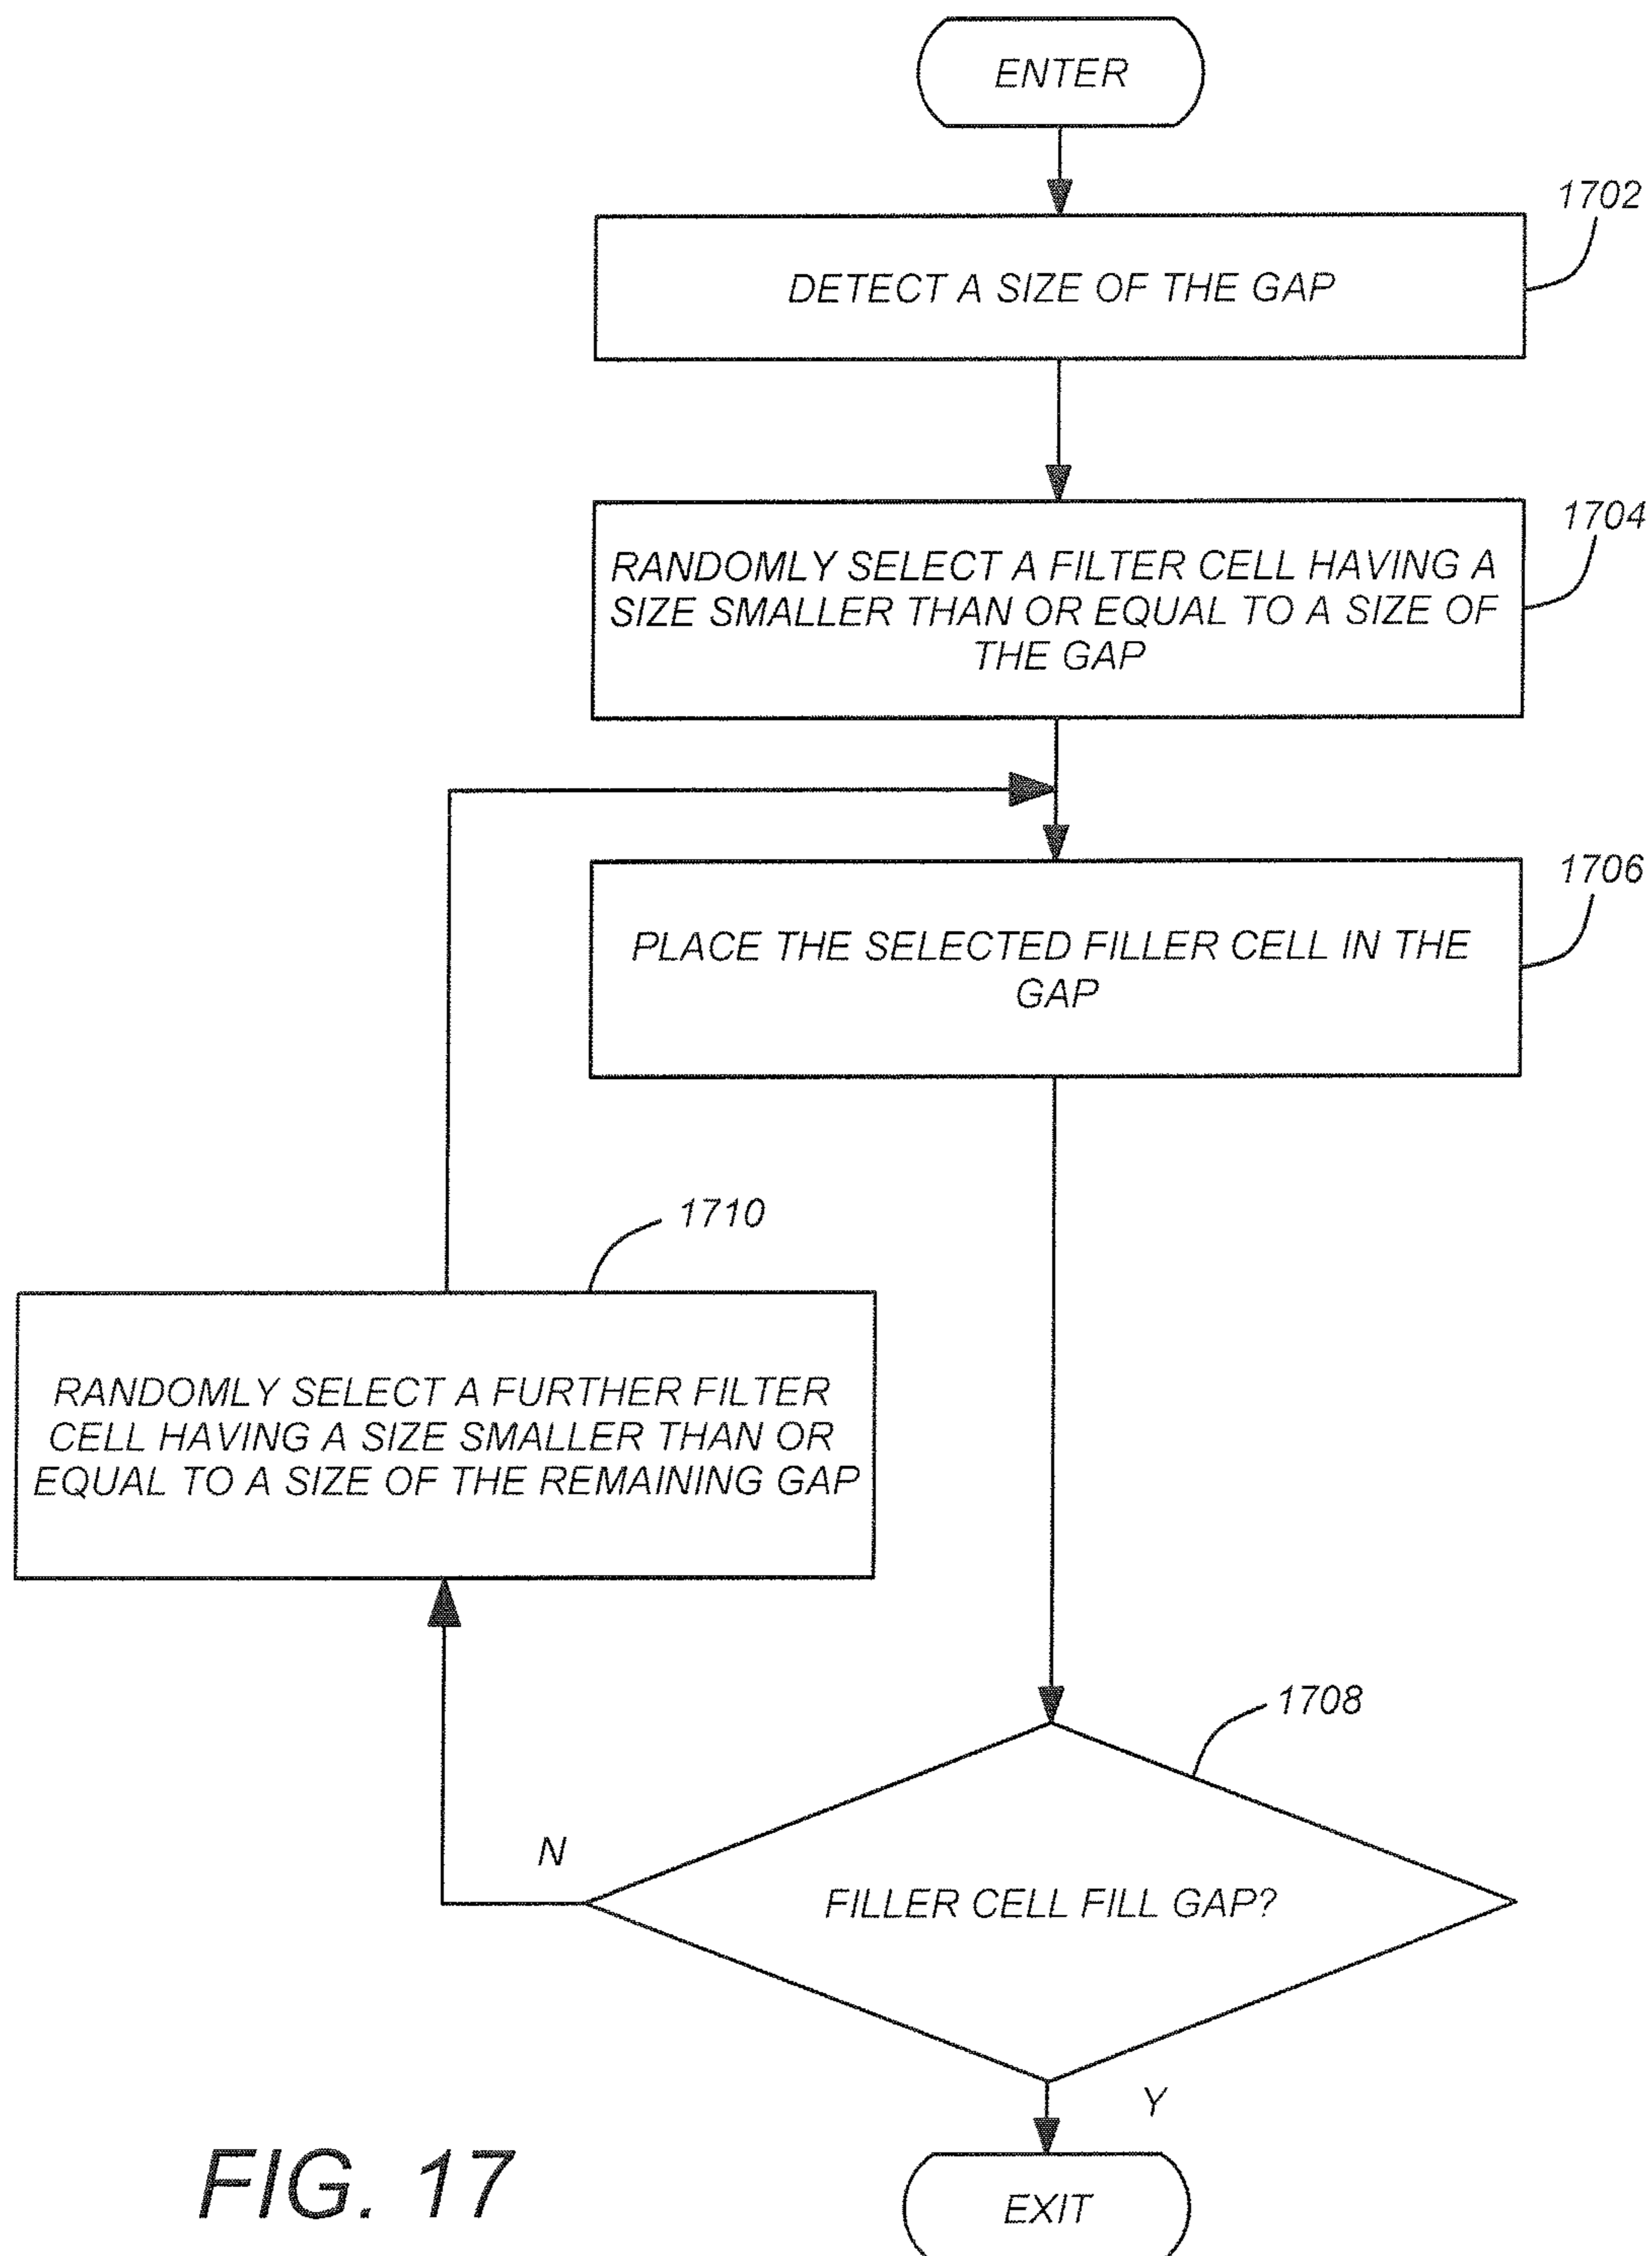 ENTER
1702
DETECT A SIZE OF THE GAP
1704
RANDOMLY SELECT A FILTER CELL HAVING A
SIZE SMALLER THAN OR EQUAL TO A SIZE OF
THE GAP
1706
PLACE THE SELECTED FILLER CELL IN THE
GAP
1710
RANDOMLY SELECT A FURTHER FILTER
CELL HAVING A SIZE SMALLER THAN OR
EQUAL TO A SIZE OF THE REMAINING GAP
1708
N
FILLER CELL FILL GAP?
Y
EXIT
FIG. 17